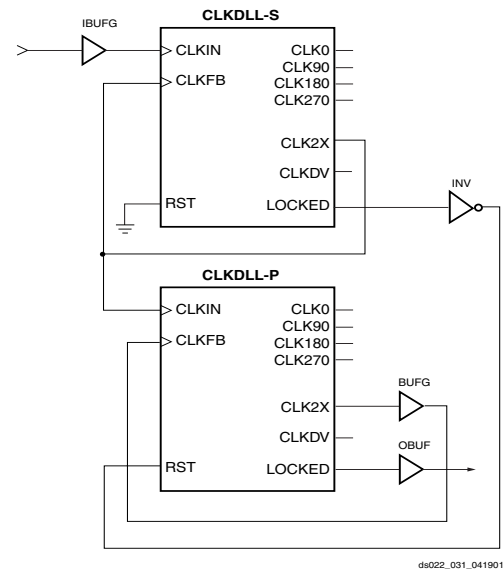 IBUFG
CLKDLL-S
CLKIN
CLKFB
RST
CLK0
CLK90
CLK180
CLK270
CLK2X
CLKDV
LOCKED
INV
CLKDLL-P
CLKIN
CLKFB
RST
CLK0
CLK90
CLK180
CLK270
CLK2X
CLKDV
LOCKED
BUFG
OBUF
ds022_031_041901